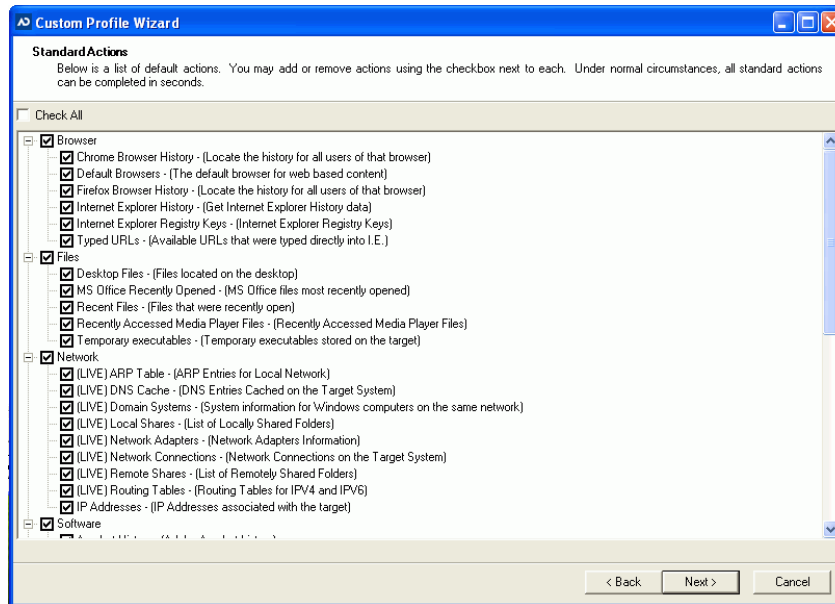 Custom Profile Wizard
Standard Actions
Below is a list of default actions. You may add or remove actions using the checkbox next to each. Under normal circumstances, all standard actions
can be completed in seconds.
Check All
Browser
Chrome Browser History - (Locate the history for all users of that browser)
Default Browsers - (The default browser for web based content)
Firefox Browser History - (Locate the history for all users of that browser)
Internet Explorer History - (Get Internet Explorer History data)
Internet Explorer Registry Keys - (Internet Explorer Registry Keys)
Typed URLs - (Available URLs that were typed directly into I.E.)
Files
Desktop Files - (Files located on the desktop)
MS Office Recently Opened - (MS Office files most recently opened)
Recent Files - (Files that were recently open)
Recently Accessed Media Player Files - (Recently Accessed Media Player Files)
Temporary executables - (Temporary executables stored on the target)
Network
(LIVE) ARP Table - (ARP Entries for Local Network)
(LIVE) DNS Cache - (DNS Entries Cached on the Target System)
(LIVE) Domain Systems - (System information for Windows computers on the same network)
(LIVE) Local Shares - (List of Locally Shared Folders)
(LIVE) Network Adapters - (Network Adapters Information)
(LIVE) Network Connections - (Network Connections on the Target System)
(LIVE) Remote Shares - (List of Remotely Shared Folders)
(LIVE) Routing Tables - (Routing Tables for IPV4 and IPV6)
IP Addresses - (IP Addresses associated with the target)
Software
< Back
Next >
Cancel